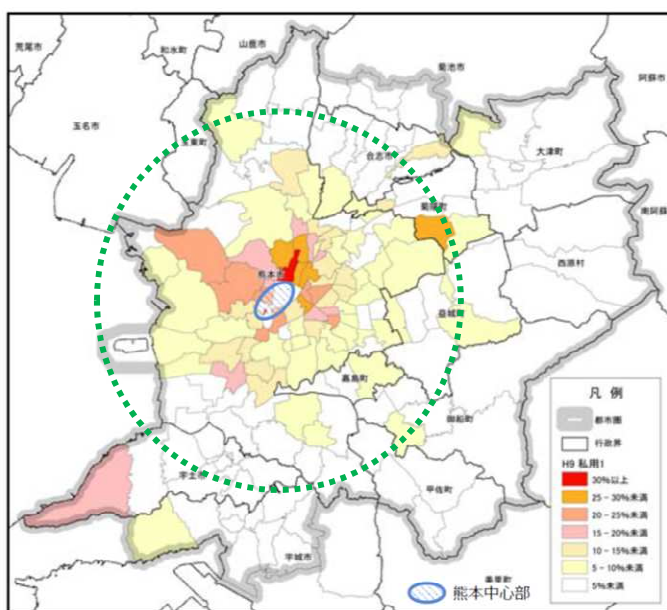 荒尾市
和水町
山鹿市
菊池市
阿蘇市
玉名市
玉東町
合志市
大津町
菊陽町
南阿蘇
熊本市
西原村
益城町
嘉島町
御船町
宇土市
甲佐町
宇城市
美里町
凡 例
都市圏
行政界
H9 私用1
30%以上
25－30%未満
20－25%未満
15－20%未満
10－15%未満
5－10%未満
5%未満
熊本中心部